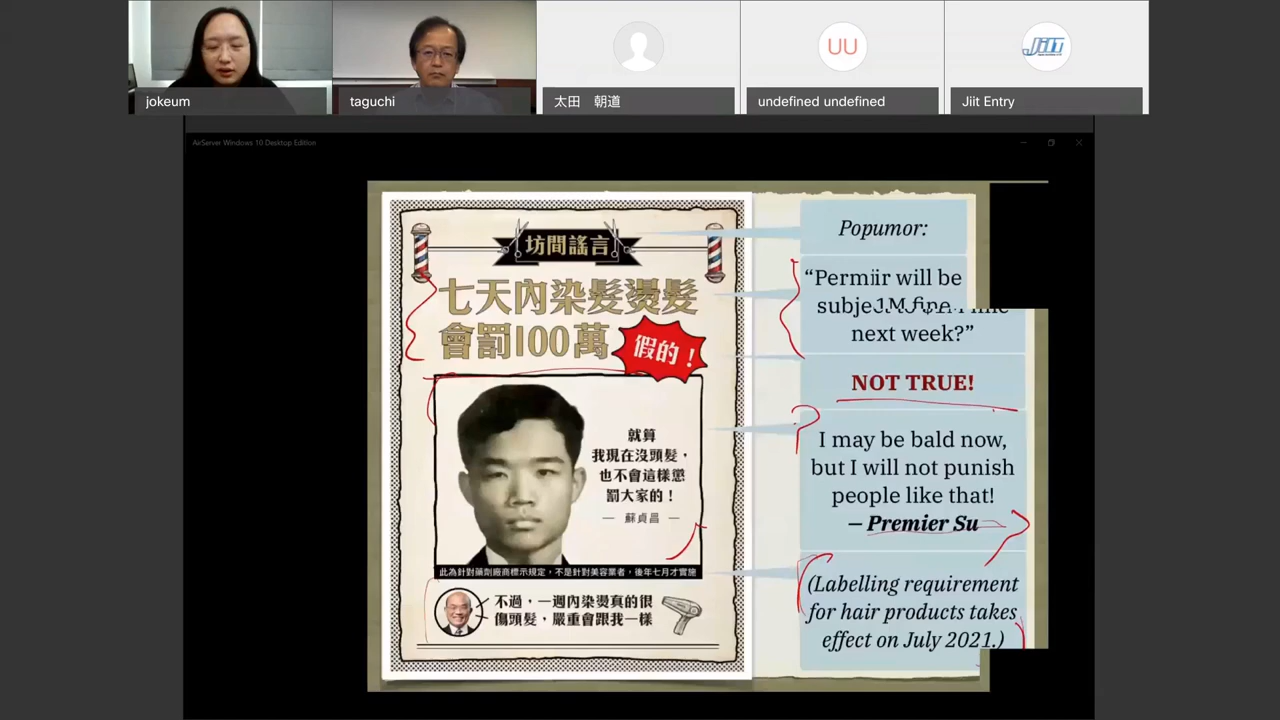 jokeum
taguchi
太田 朝道
UU
undefined undefined
JiIT
Jiit Entry
AirServer Windows 10 Desktop Edition
坊間謠言
七天內染髮燙髮
會罰100萬
假的！
就算
我現在沒頭髮，
也不會這樣懲
罰大家的！
— 蘇貞昌 —
此為針對藥劑廠商標示規定，不是針對美容業者，後年七月才實施
不過，一週內染燙真的很
傷頭髮，嚴重會跟我一樣
Popumor:
“Permiir will be
next week?”
NOT TRUE!
I may be bald now,
but I will not punish
people like that!
– Premier Su
(Labelling requirement
for hair products takes
effect on July 2021.)